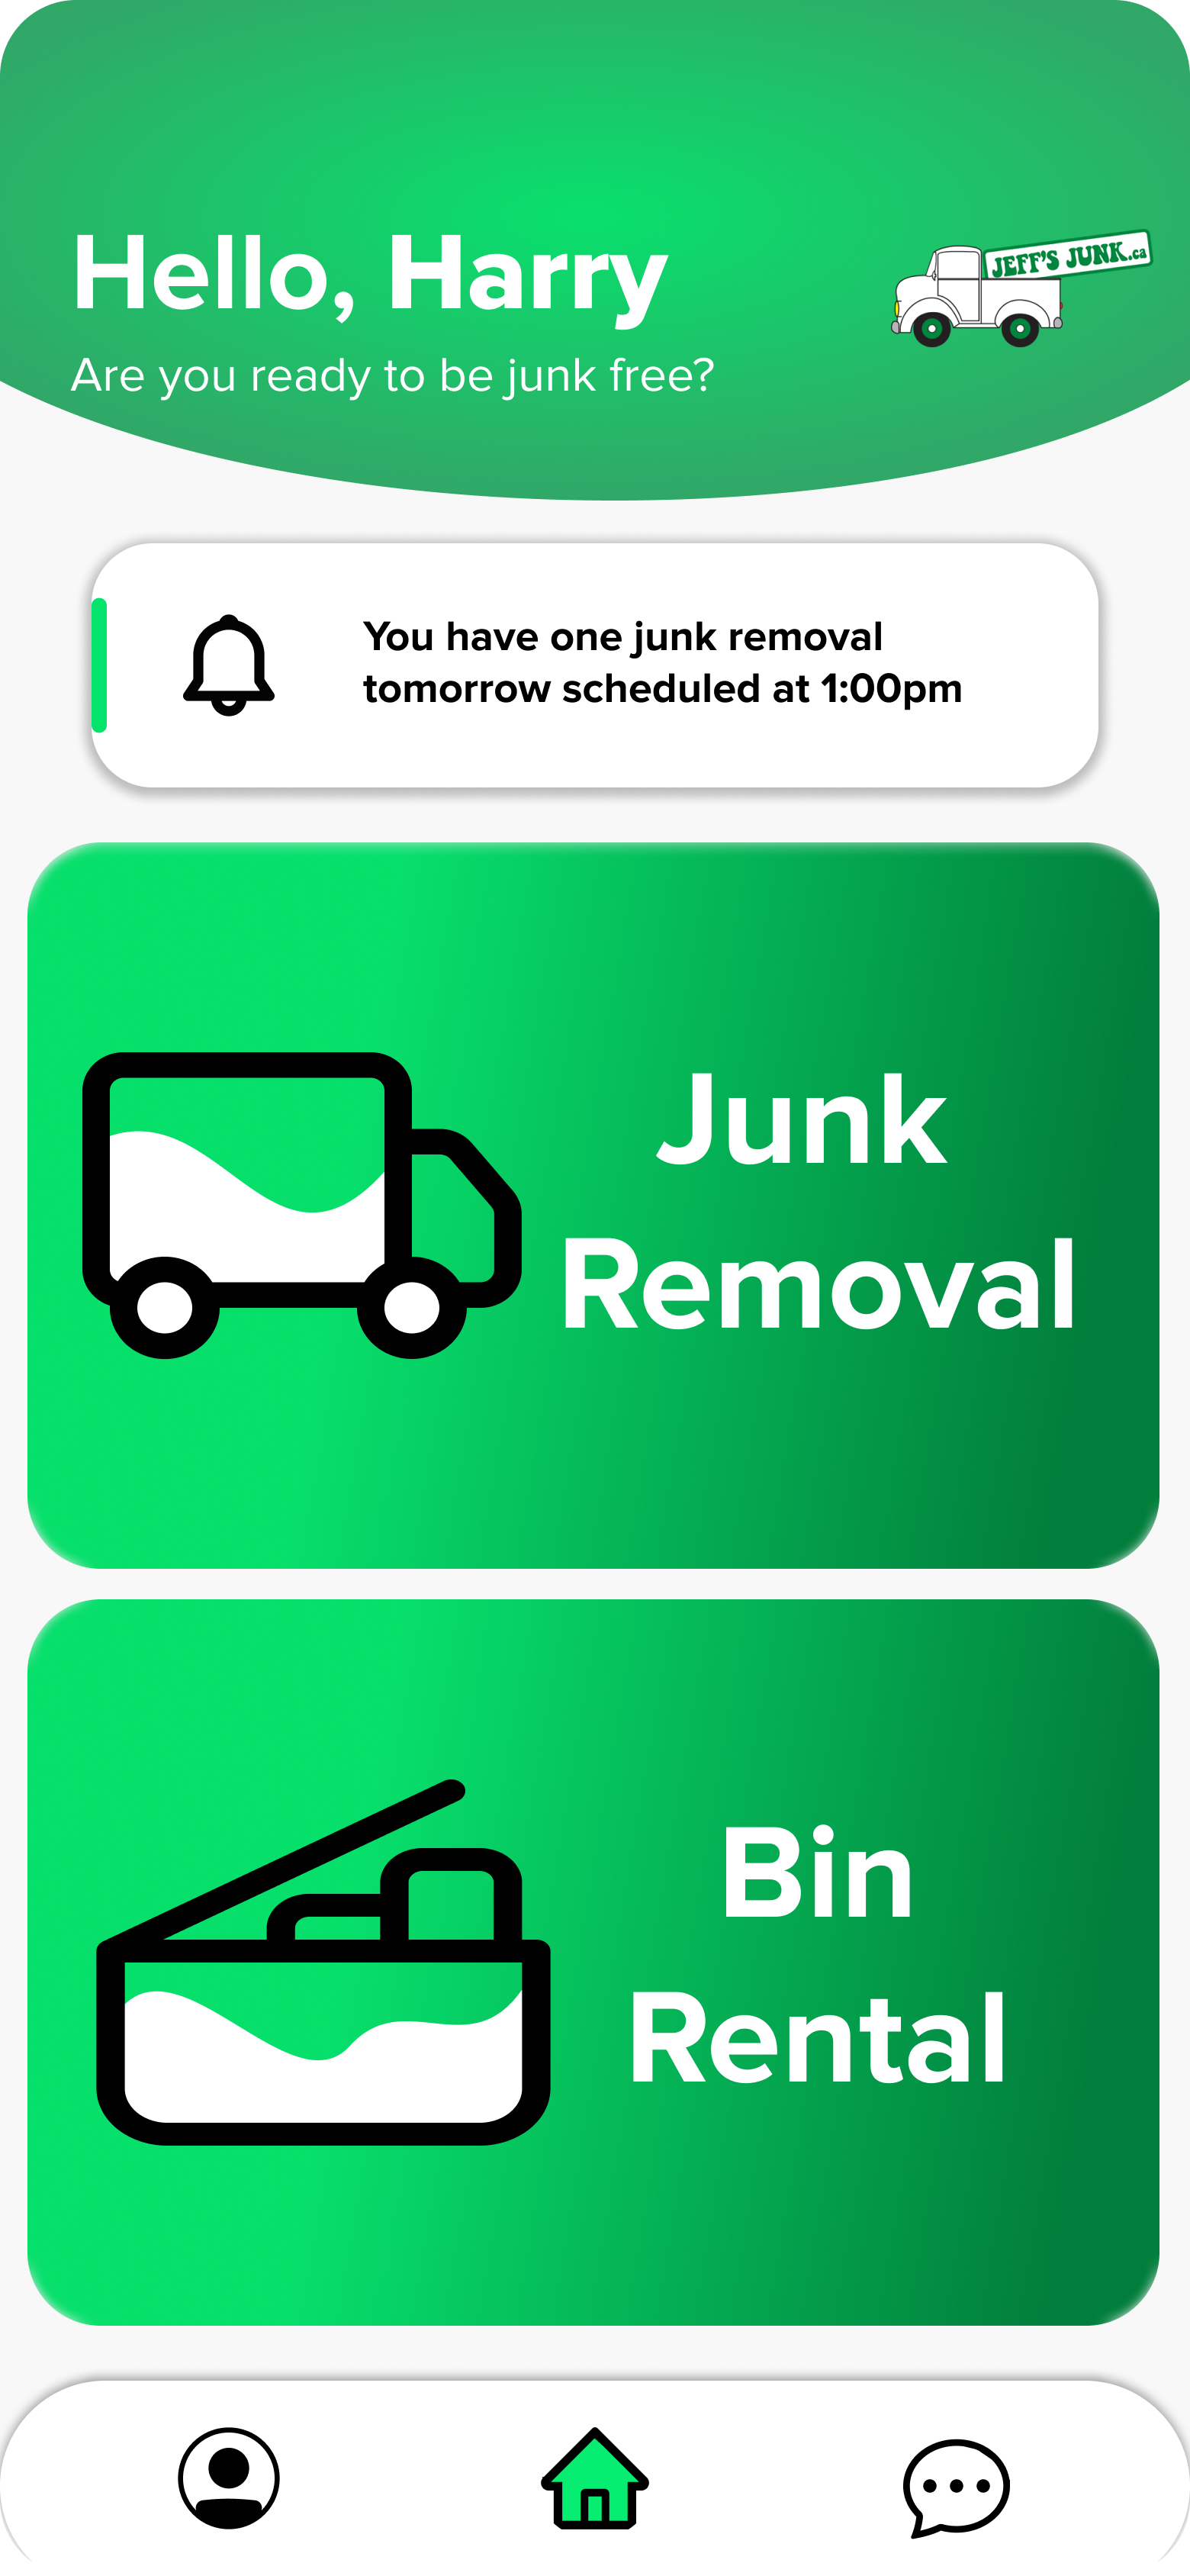 Hello, Harry
JEFF'S JUNK.ca
Are you ready to be junk free?
You have one junk removal
tomorrow scheduled at 1:00pm
Junk
Removal
Bin
Rental